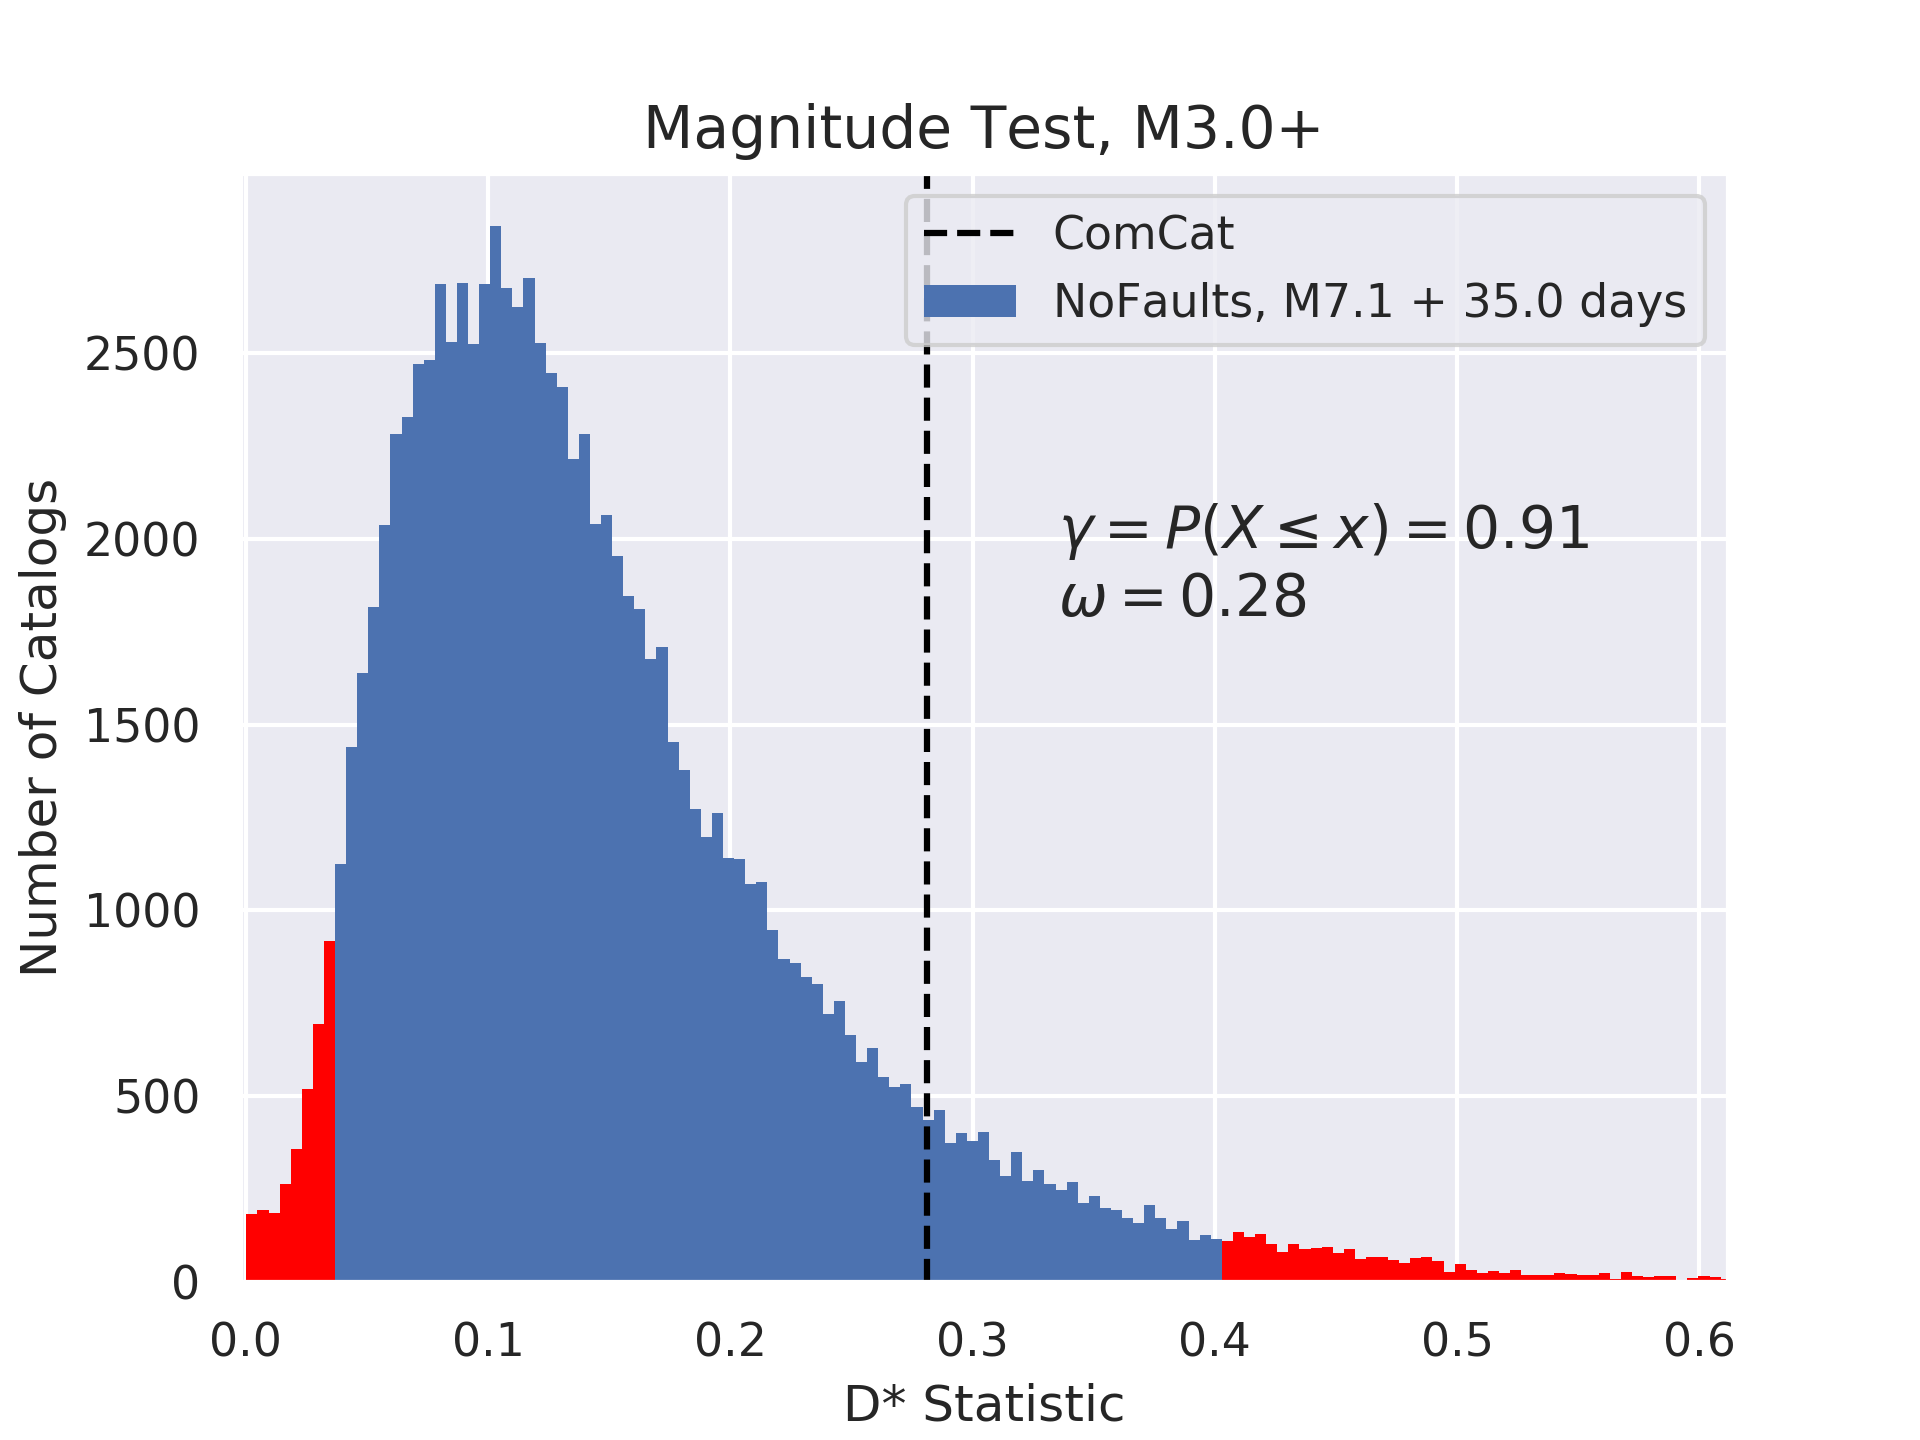 Magnitude Test, M3.0+
ComCat
NoFaults, M7.1 + 35.0 days
γ = P(X ≤ x) = 0.91
ω = 0.28
Number of Catalogs
2500
2000
1500
1000
500
0
0.0 0.1 0.2 0.3 0.4 0.5 0.6
D* Statistic